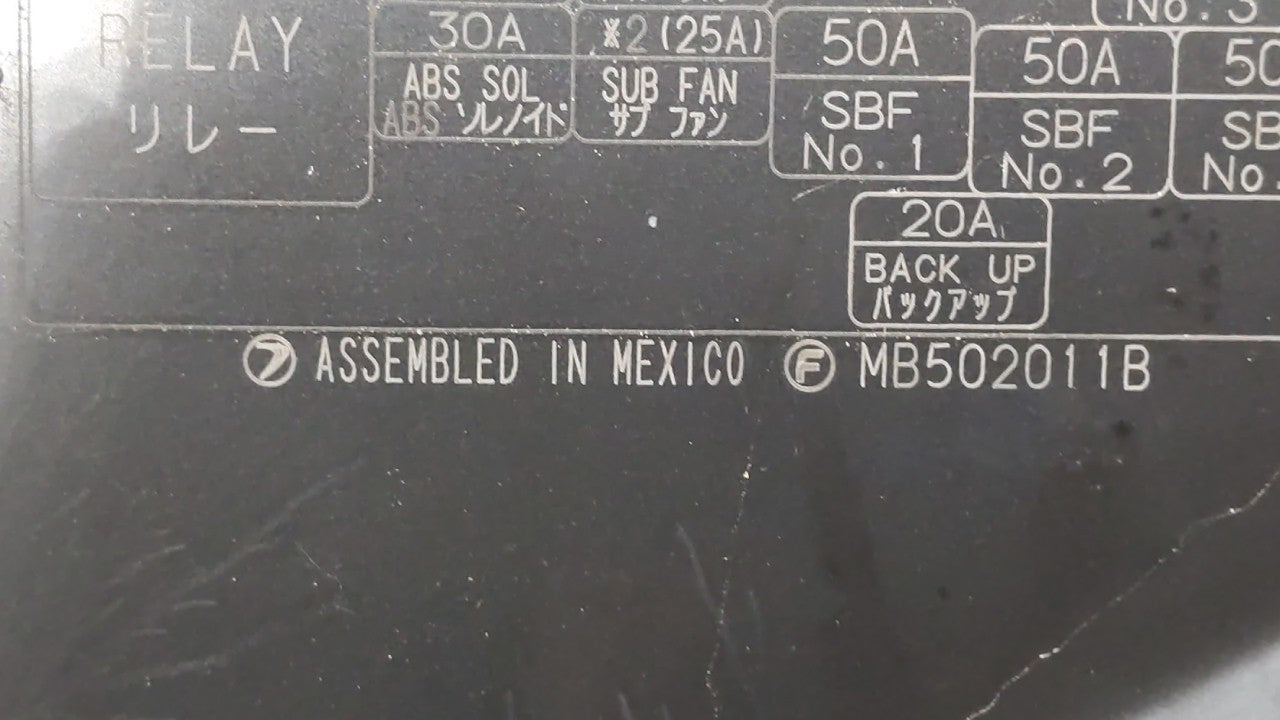 No.3
RELAY
リレー
30A
ABS SOL
ABS ソレノイド
※2(25A)
SUB FAN
サブ ファン
50A
SBF
No.1
50A
SBF
No.2
20A
BACK UP
バックアップ
ASSEMBLED IN MEXICO
F MB502011B